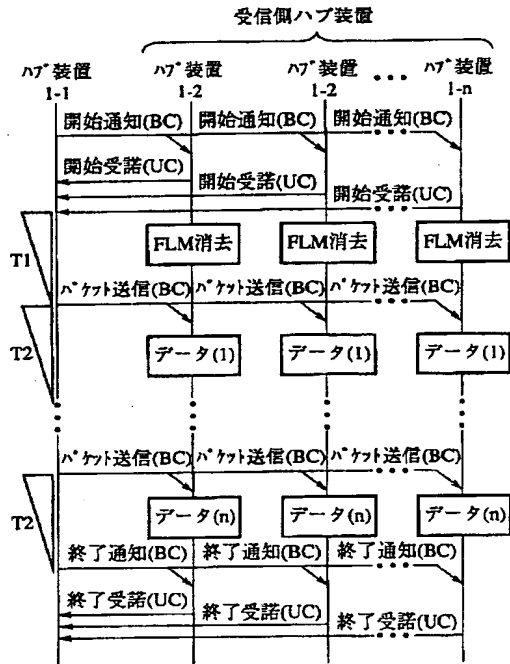 受信側ハブ装置
ハブ装置 ハブ装置 ハブ装置 ハブ装置
1-1 1-2 1-2 1-n
開始通知(BC) 開始通知(BC) 開始通知(BC)
開始受諾(UC)
開始受諾(UC)
開始受諾(UC)
T1
FLM消去 FLM消去 FLM消去
パケット送信(BC) パケット送信(BC) パケット送信(BC)
T2
データ(1) データ(1) データ(1)
パケット送信(BC) パケット送信(BC) パケット送信(BC)
T2
データ(n) データ(n) データ(n)
終了通知(BC) 終了通知(BC) 終了通知(BC)
終了受諾(UC)
終了受諾(UC)
終了受諾(UC)